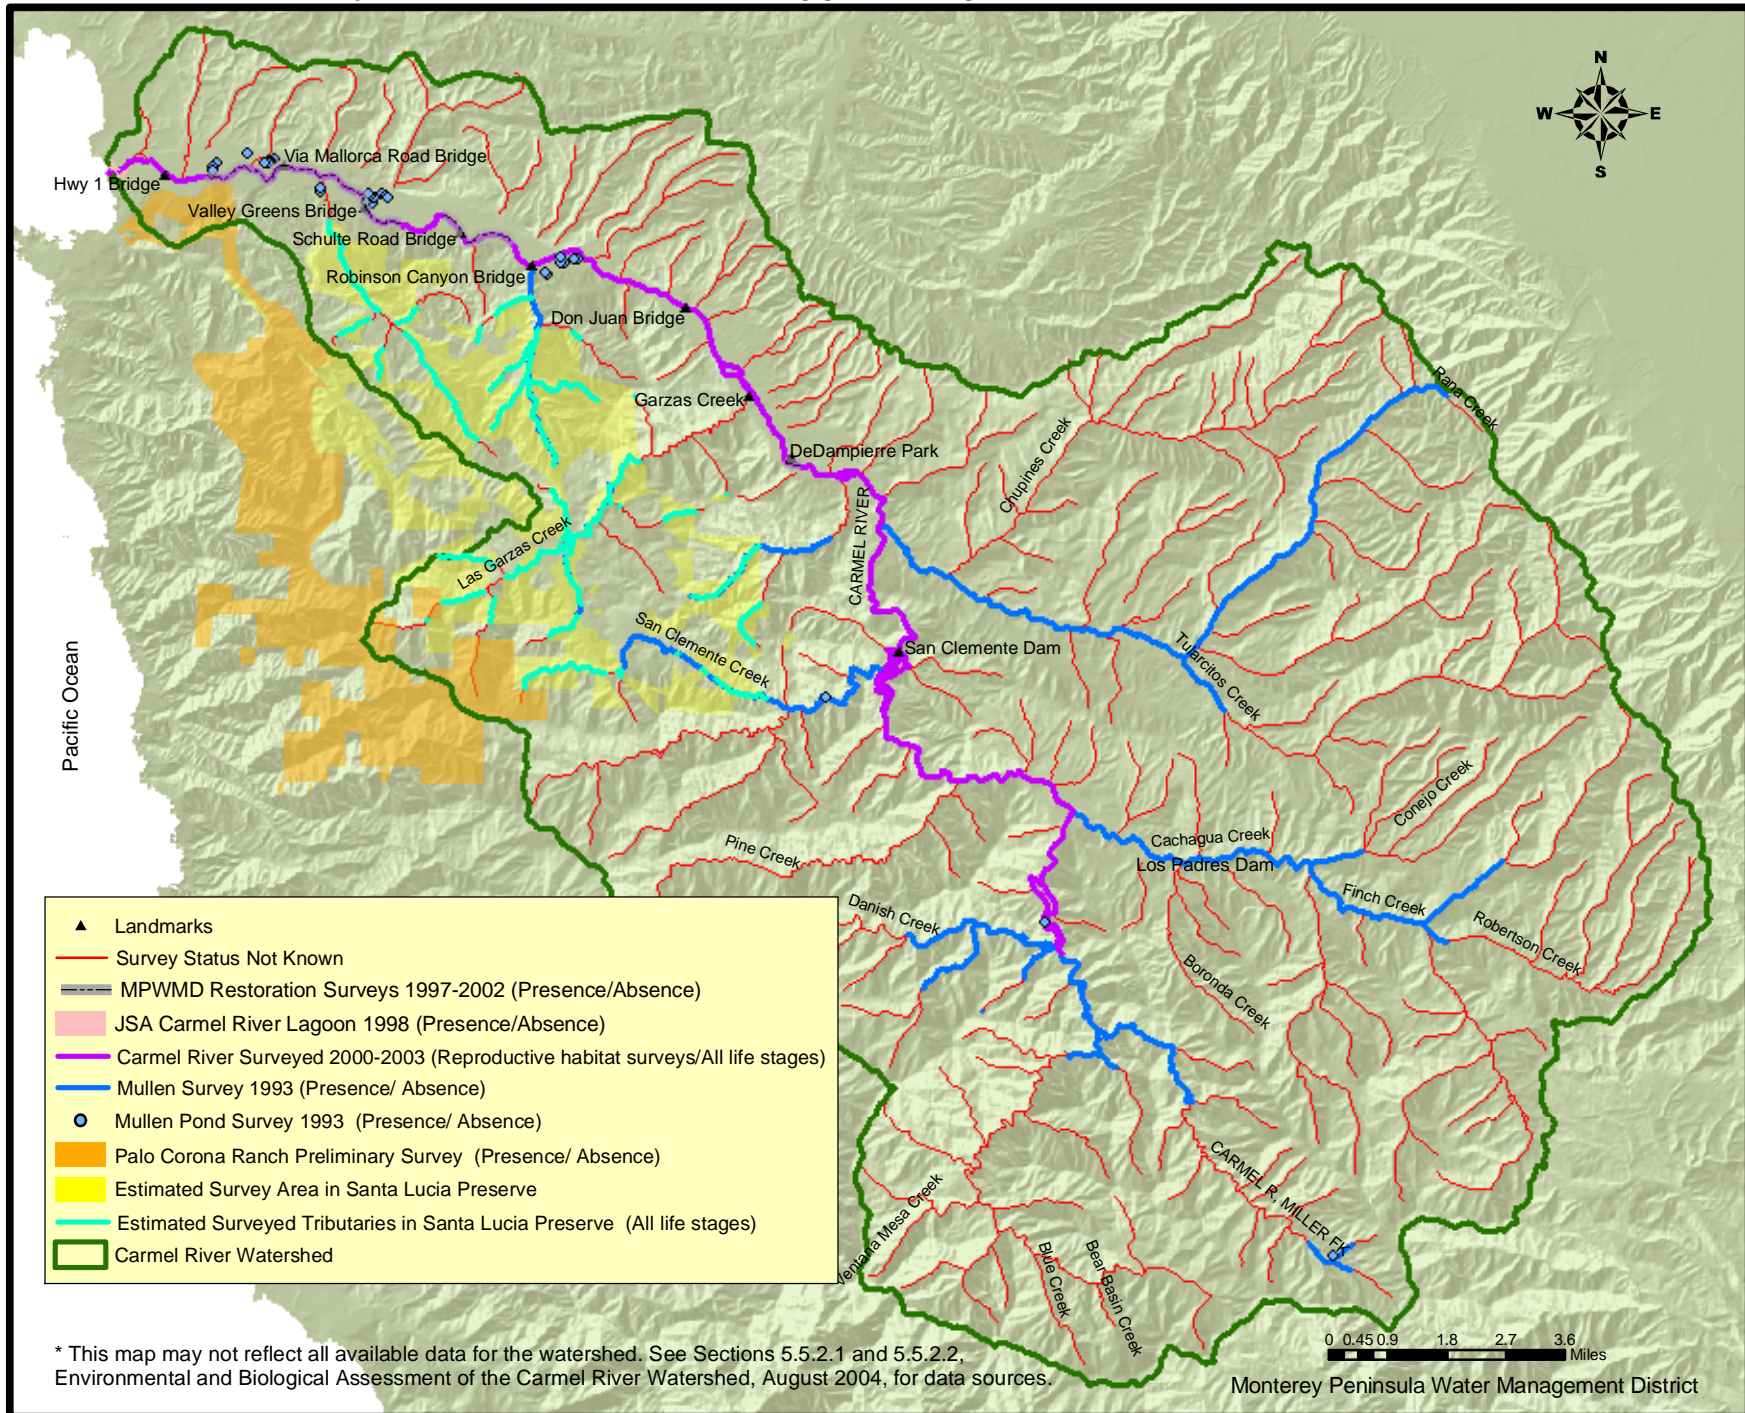 N
W
E
S
Via Mallorca Road Bridge
Hwy 1 Bridge
Valley Greens Bridge
Schulte Road Bridge
Robinson Canyon Bridge
Don Juan Bridge
Rana Creek
Garzas Creek
Chupines Creek
DeDampierre Park
CARMEL RIVER
Las Garzas Creek
San Clemente Creek
San Clemente Dam
Tularcitos Creek
Pacific Ocean
Conejo Creek
Pine Creek
Cachagua Creek
Los Padres Dam
Finch Creek
Danish Creek
Robertson Creek
Boronda Creek
CARMEL R, MILLER FK
Ventana Mesa Creek
Blue Creek
Bear Basin Creek
Landmarks
Survey Status Not Known
MPWMD Restoration Surveys 1997-2002 (Presence/Absence)
JSA Carmel River Lagoon 1998 (Presence/Absence)
Carmel River Surveyed 2000-2003 (Reproductive habitat surveys/All life stages)
Mullen Survey 1993 (Presence/ Absence)
Mullen Pond Survey 1993 (Presence/ Absence)
Palo Corona Ranch Preliminary Survey (Presence/ Absence)
Estimated Survey Area in Santa Lucia Preserve
Estimated Surveyed Tributaries in Santa Lucia Preserve (All life stages)
Carmel River Watershed
* This map may not reflect all available data for the watershed. See Sections 5.5.2.1 and 5.5.2.2,
Environmental and Biological Assessment of the Carmel River Watershed, August 2004, for data sources.
0 0.45 0.9 1.8 2.7 3.6
Miles
Monterey Peninsula Water Management District